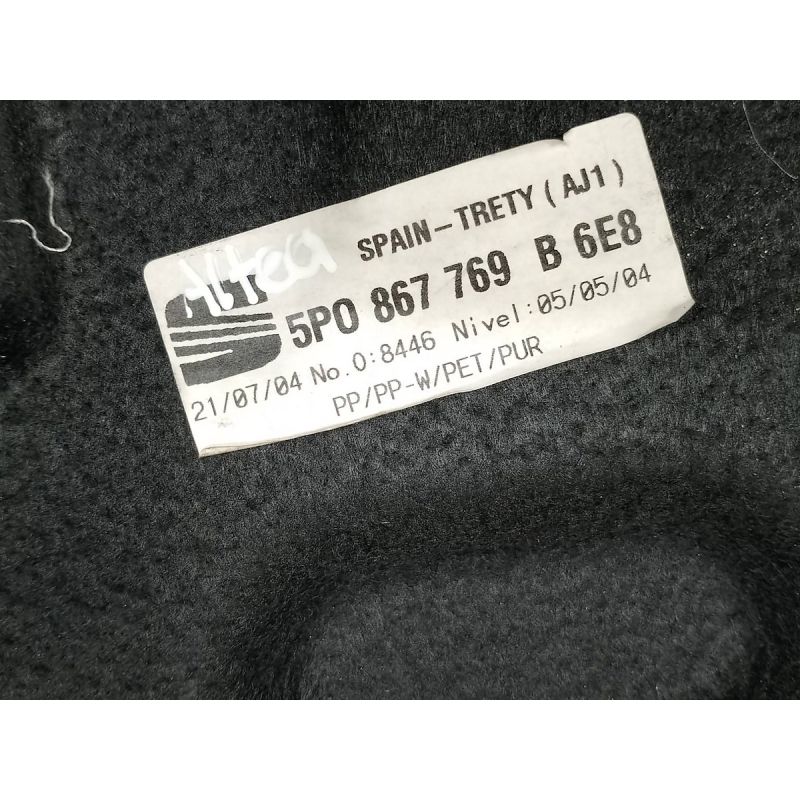 Altea
SPAIN-TRETY (AJ1)
5P0 867 769 B 6E8
21/07/04 No.0:8446 Nivel:05/05/04
PP/PP-W/PET/PUR